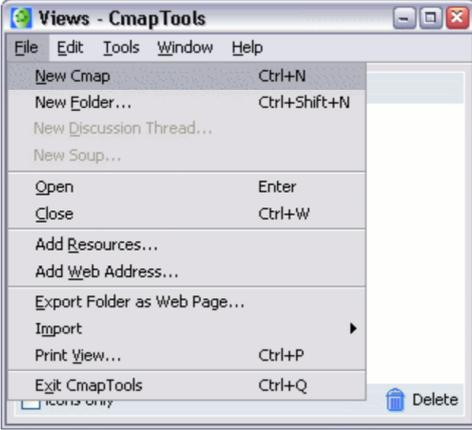 Views - CmapTools
File Edit Tools Window Help
New Cmap Ctrl+N
New Folder... Ctrl+Shift+N
New Discussion Thread...
New Soup...
Open Enter
Close Ctrl+W
Add Resources...
Add Web Address...
Export Folder as Web Page...
Import
Print View... Ctrl+P
Exit CmapTools Ctrl+Q
Icons only Delete